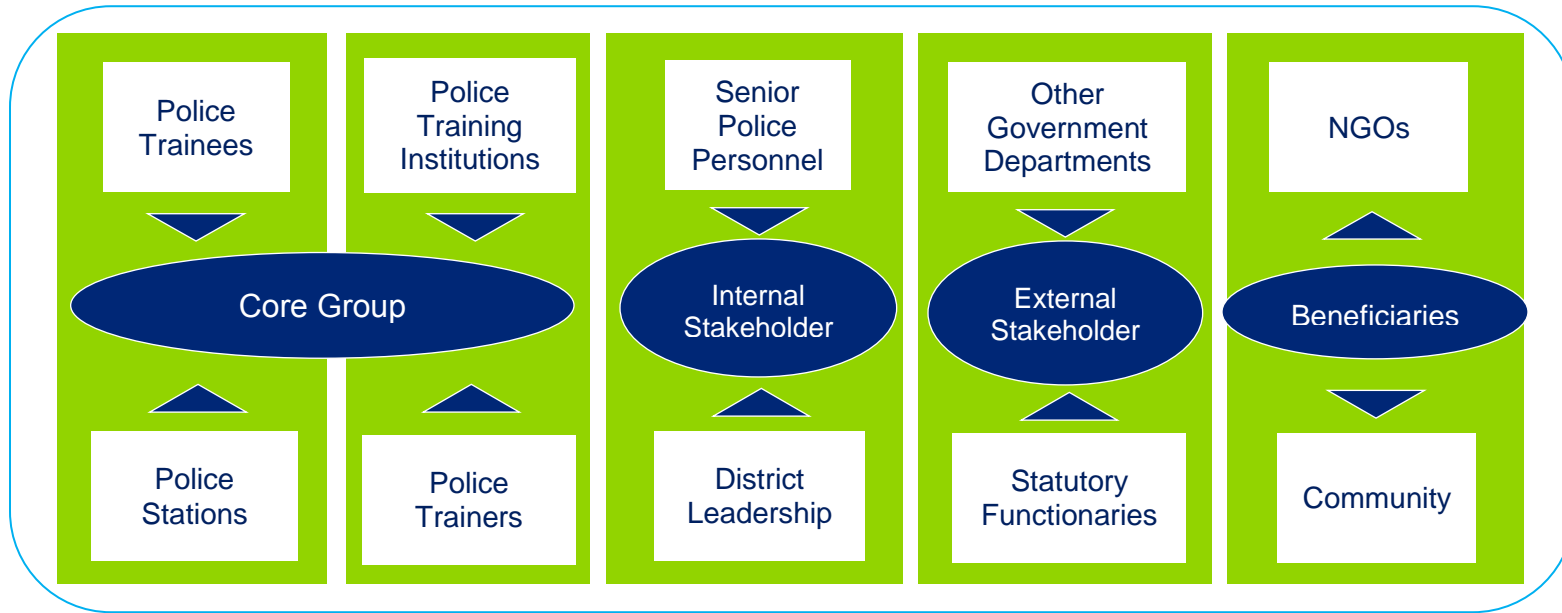 Police
Trainees
Police
Training
Institutions
Senior
Police
Personnel
Other
Government
Departments
NGOs
Core Group
Internal
Stakeholder
External
Stakeholder
Beneficiaries
Police
Stations
Police
Trainers
District
Leadership
Statutory
Functionaries
Community